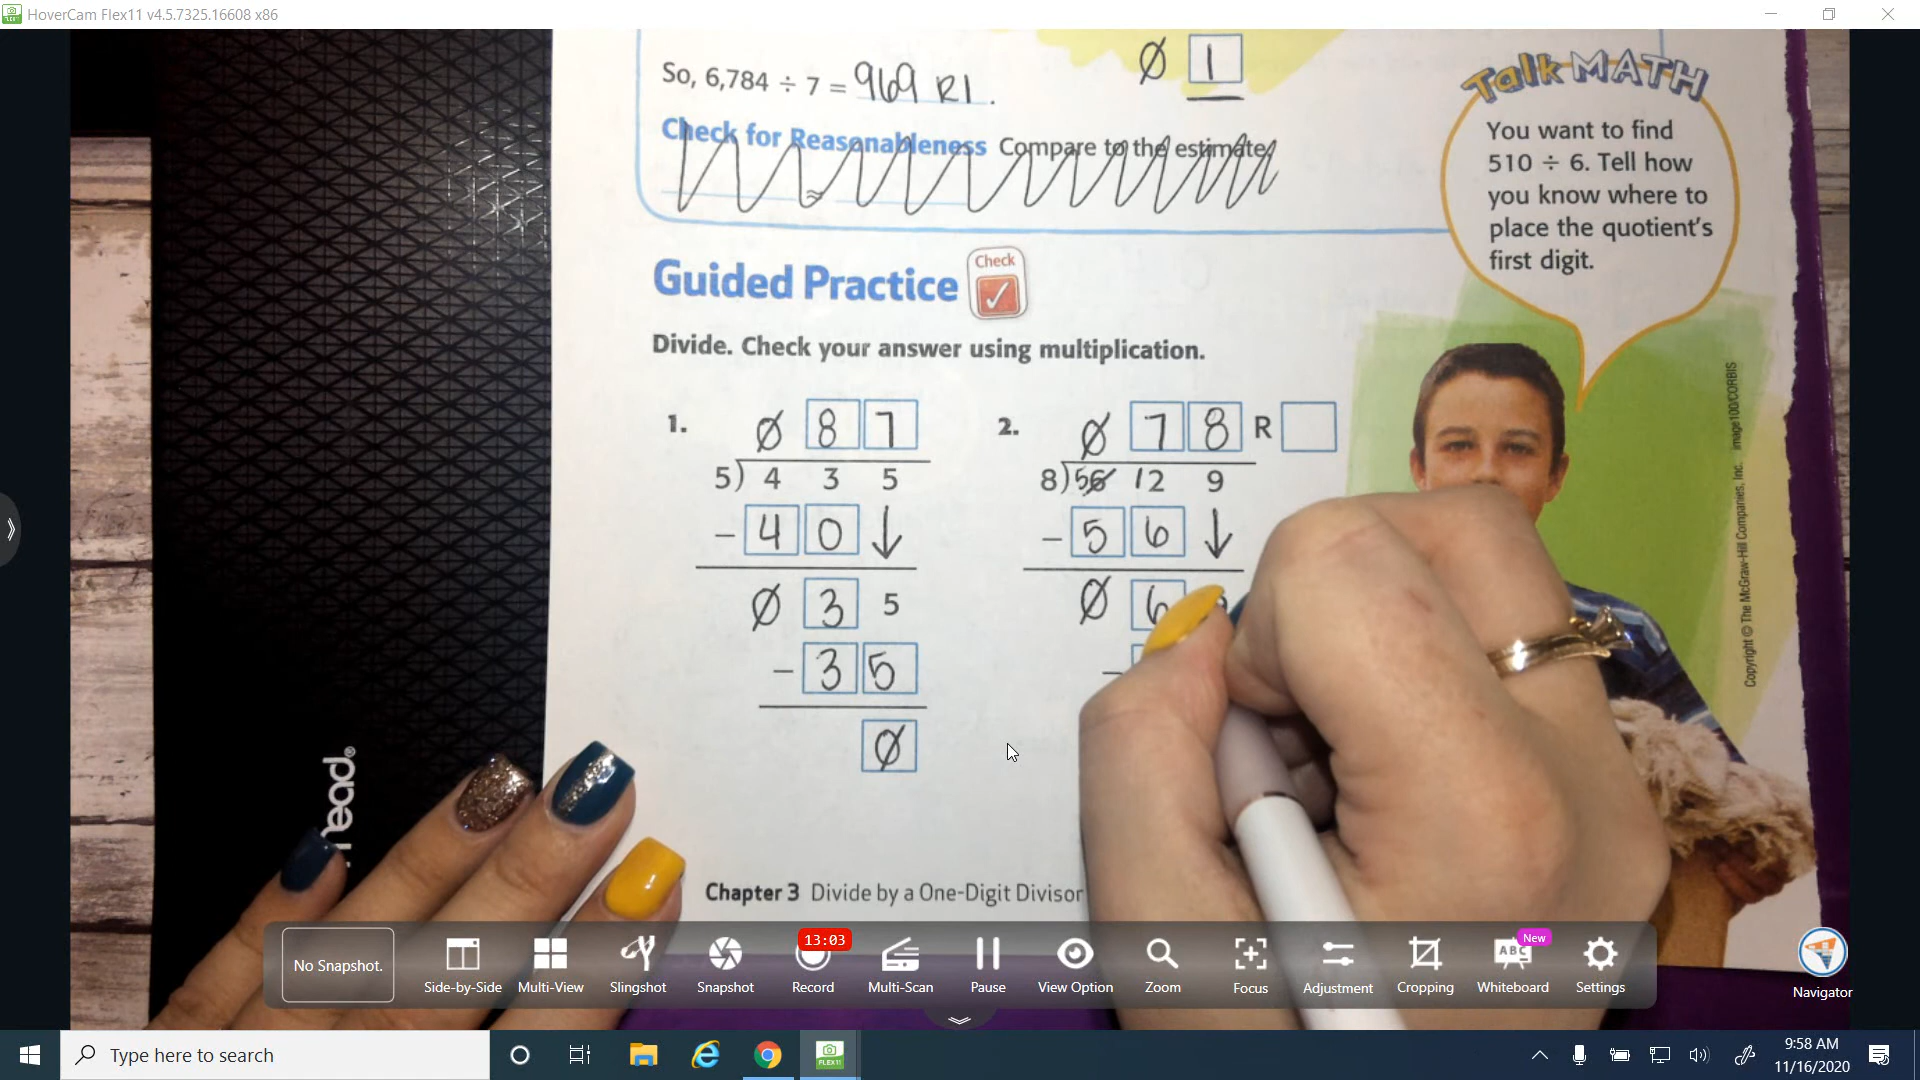 HoverCam Flex11 v4.5.7325.16608 x86
So, 6,784 ÷ 7 = 969 R1 .
Ø 1
Check for Reasonableness Compare to the estimate.
Talk MATH
You want to find
510 ÷ 6. Tell how
you know where to
place the quotient's
first digit.
Guided Practice
Check
Divide. Check your answer using multiplication.
1.
Ø 8 7
5) 4 3 5
- 4 0 ↓
Ø 3 5
- 3 5
Ø
2.
Ø 7 8 R
8) 56 12 9
- 5 6 ↓
Ø 6
-
Copyright © The McGraw-Hill Companies, Inc. image100/CORBIS
Chapter 3 Divide by a One-Digit Divisor
No Snapshot.
Side-by-Side
Multi-View
Slingshot
Snapshot
13:03
Record
Multi-Scan
Pause
View Option
Zoom
Focus
Adjustment
Cropping
New
ABC
Whiteboard
Settings
Navigator
Type here to search
FLEX11
9:58 AM
11/16/2020